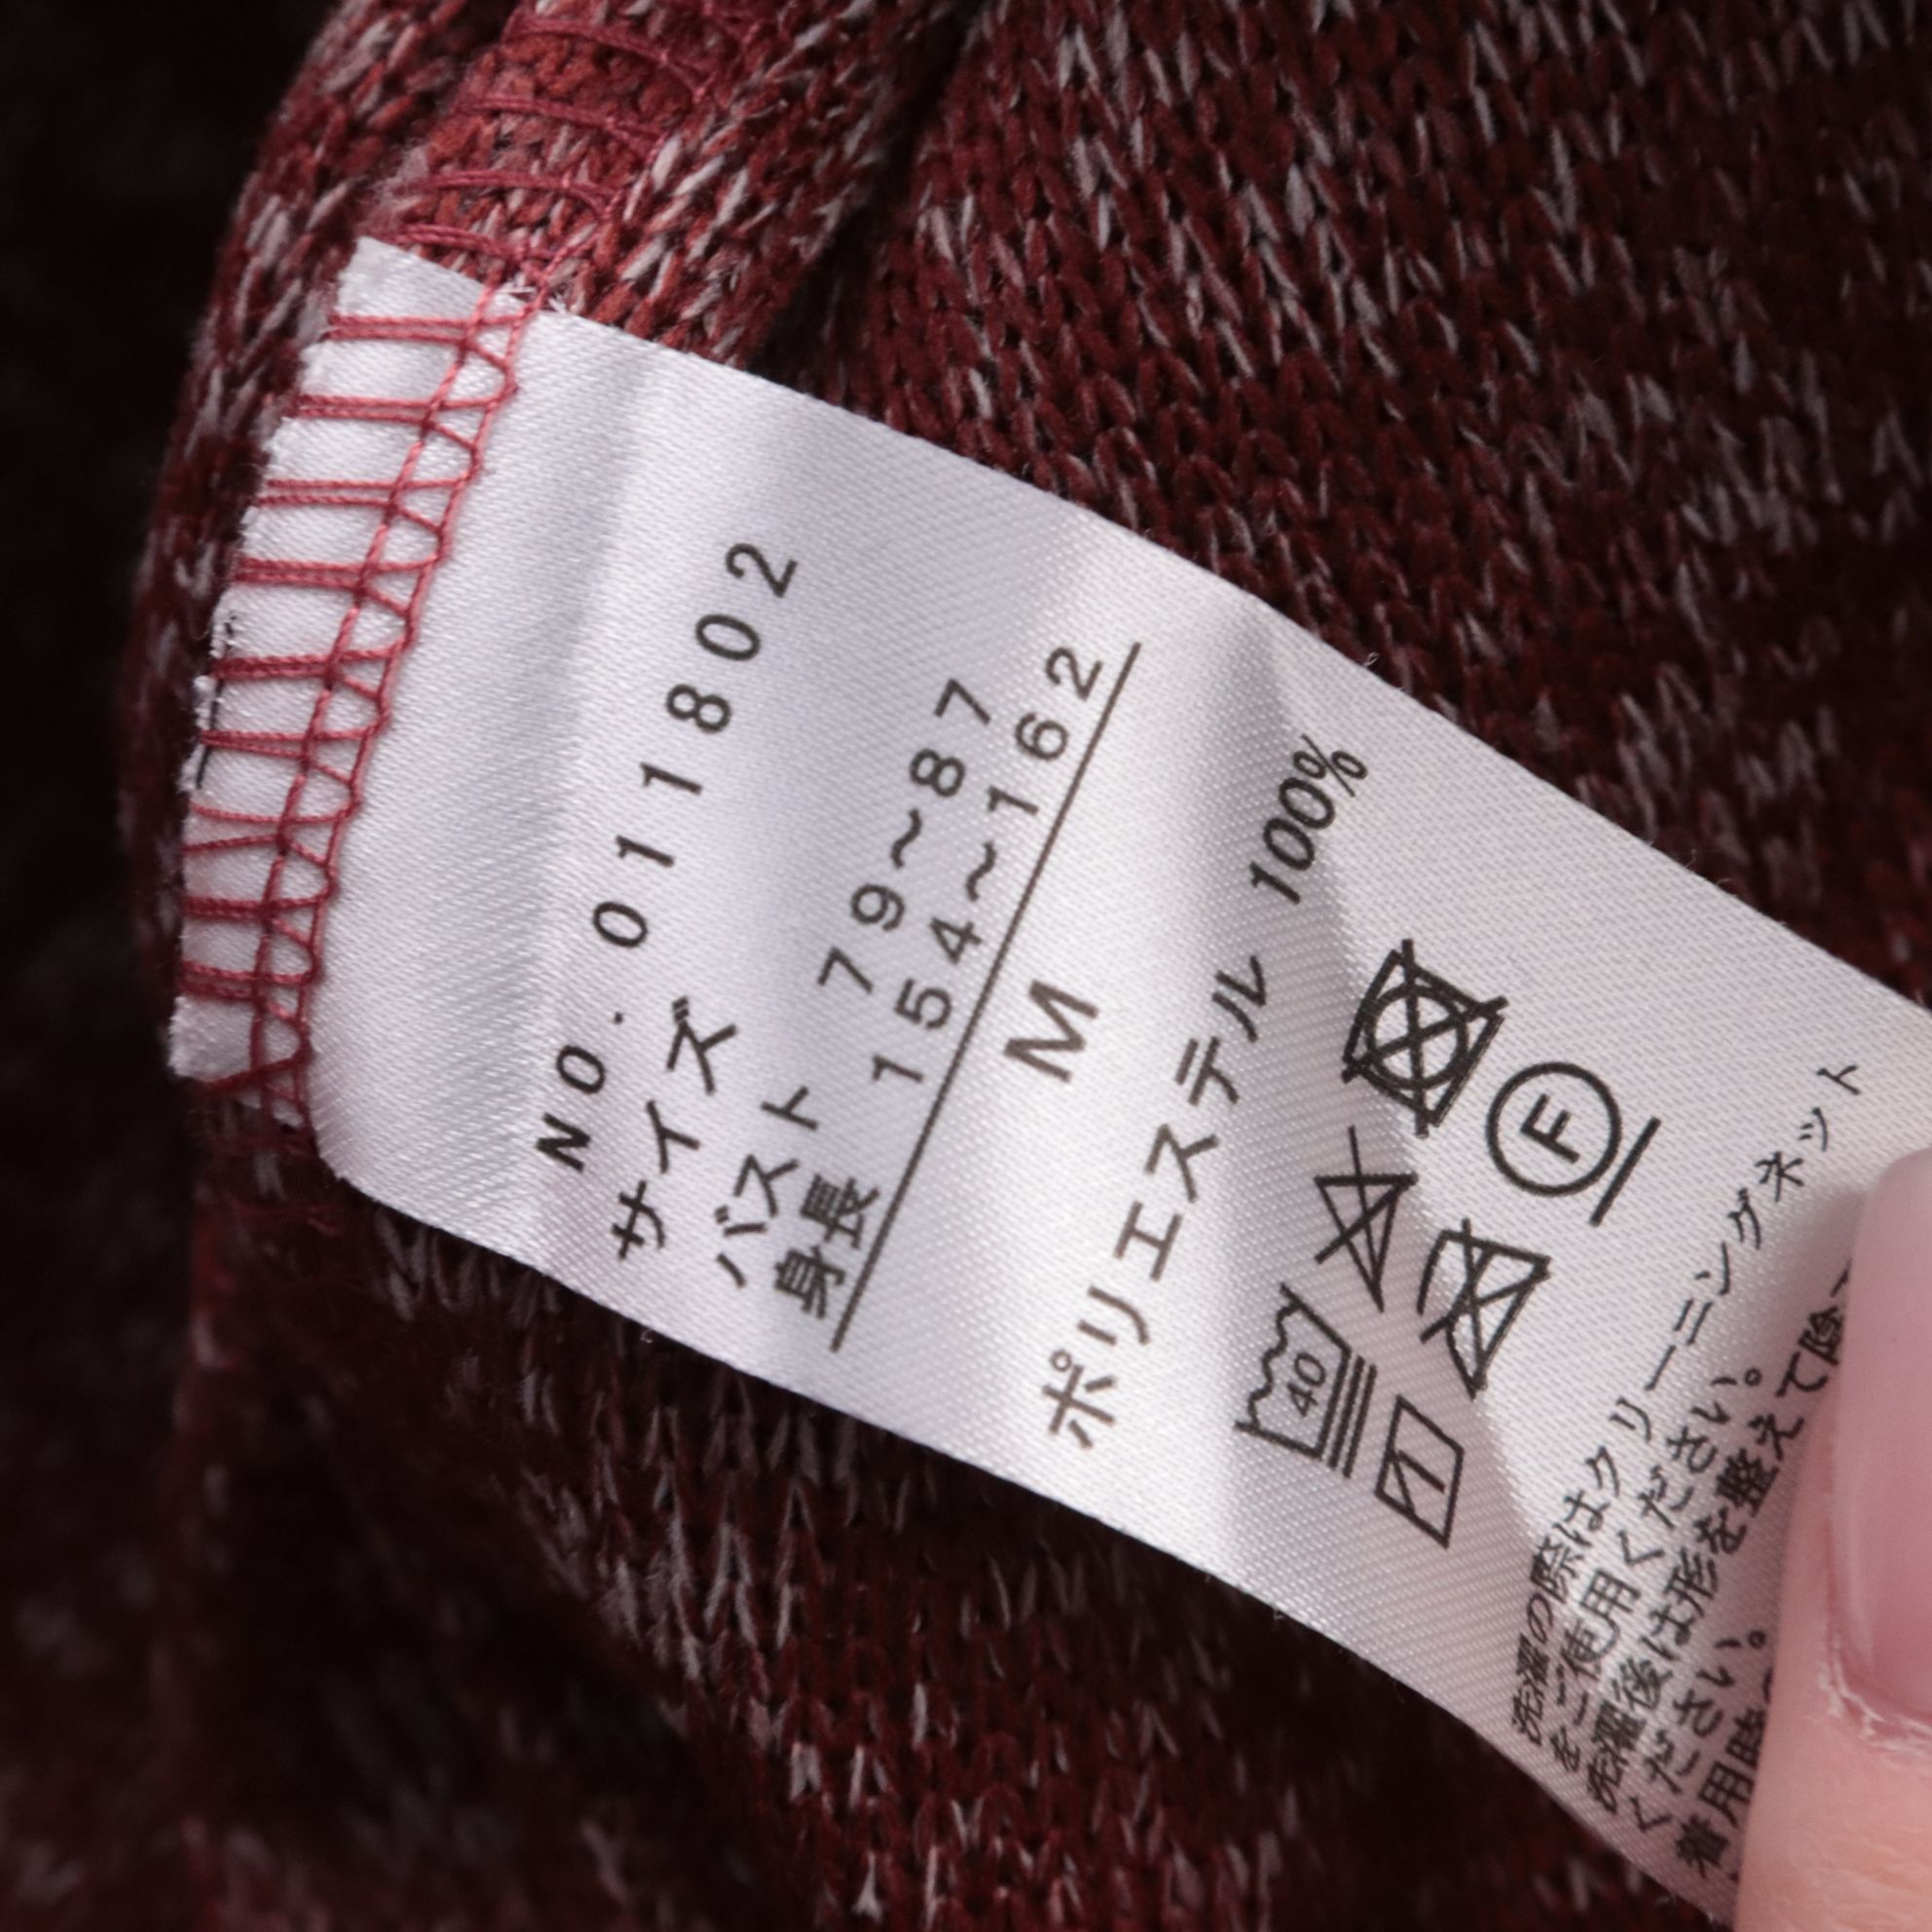 NO.011802
サイズ
バスト 79~87
身長 154~162
M
ポリエステル 100%
40
F
洗濯の際はクリーニングネット
をご使用ください。
洗濯後は形を整えて陰干
ください。
着用時